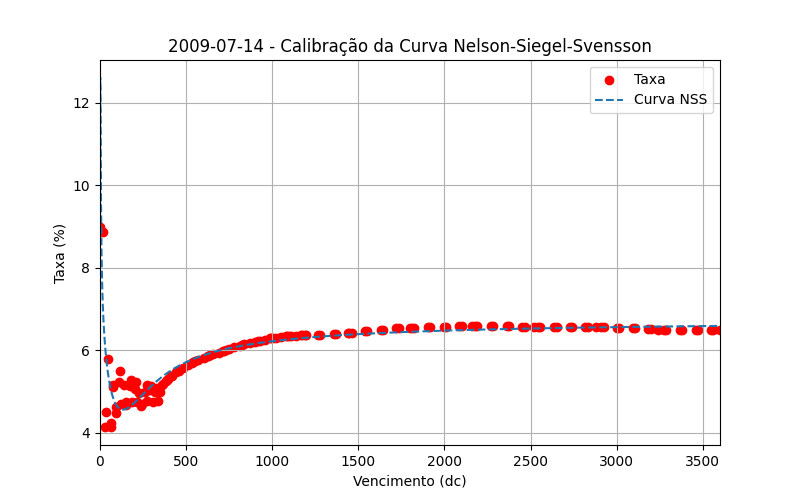 2009-07-14 - Calibração da Curva Nelson-Siegel-Svensson
Taxa
Curva NSS
Taxa (%)
12
10
8
6
4
0 500 1000 1500 2000 2500 3000 3500
Vencimento (dc)